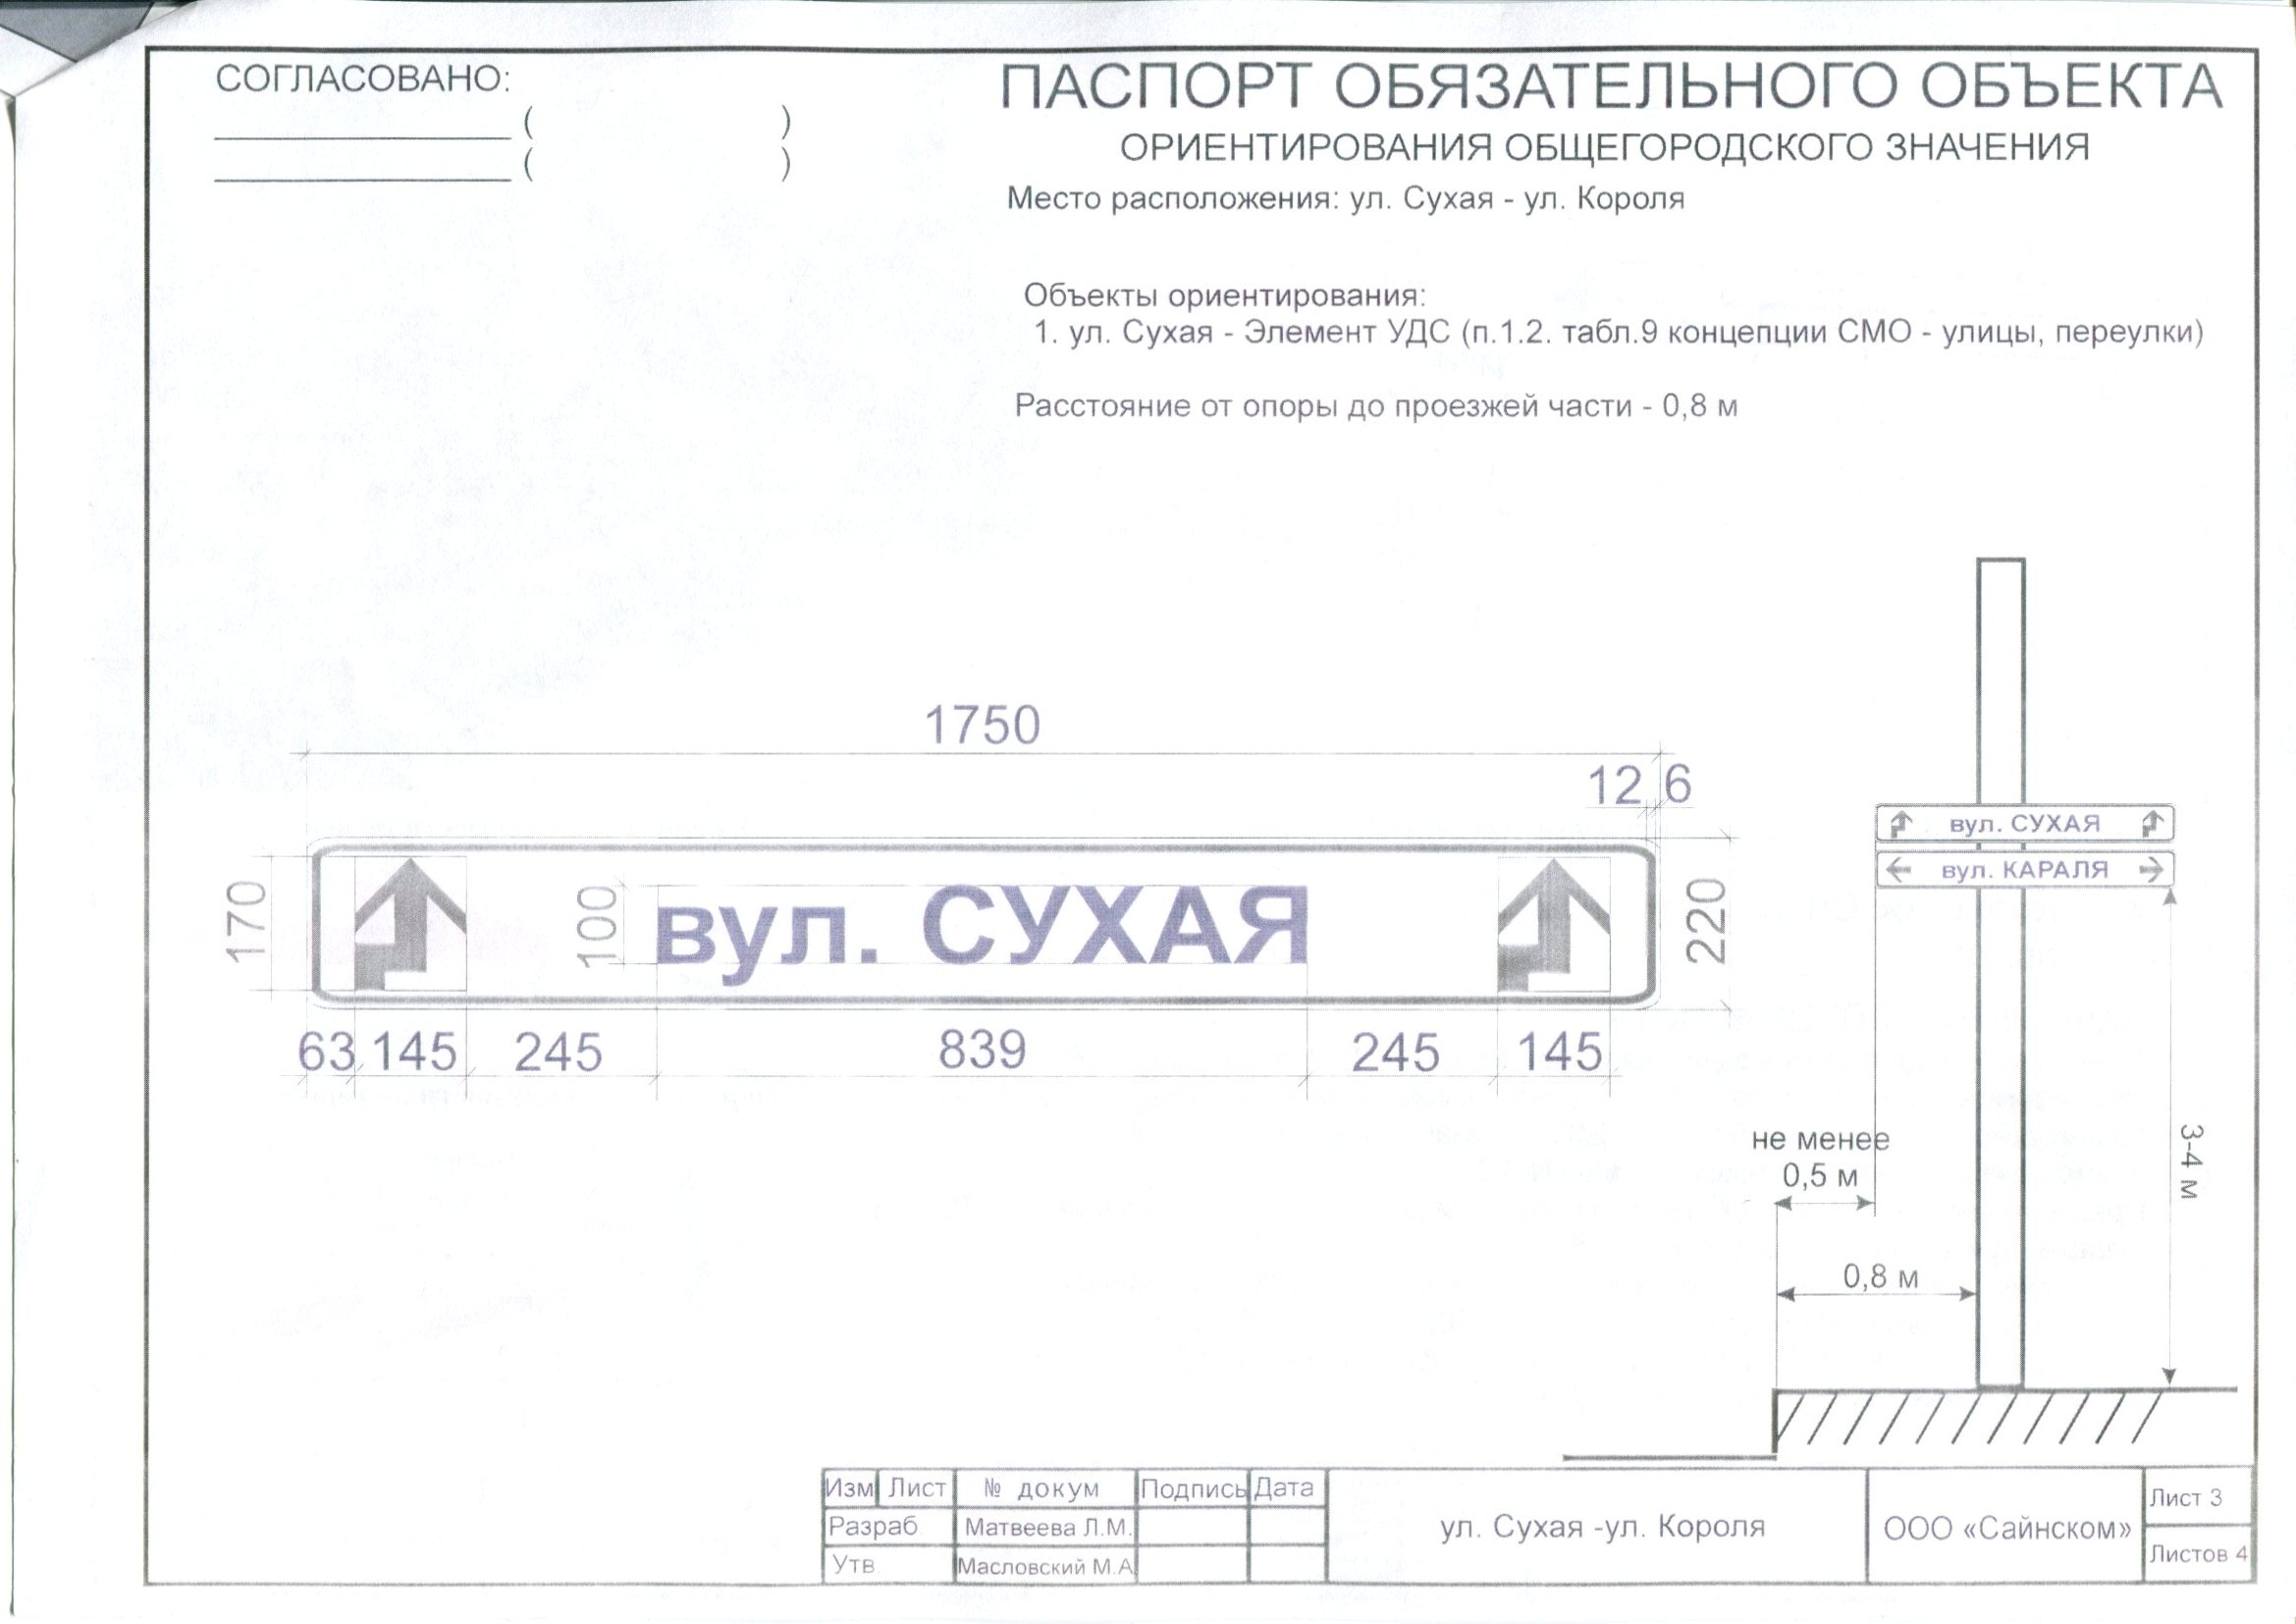 СОГЛАСОВАНО:
( )
( )
ПАСПОРТ ОБЯЗАТЕЛЬНОГО ОБЪЕКТА
ОРИЕНТИРОВАНИЯ ОБЩЕГОРОДСКОГО ЗНАЧЕНИЯ
Место расположения: ул. Сухая - ул. Короля
Объекты ориентирования:
1. ул. Сухая - Элемент УДС (п.1.2. табл.9 концепции СМО - улицы, переулки)
Расстояние от опоры до проезжей части - 0,8 м
1750
12 6
170
100
вул. СУХАЯ
220
63 145 245 839 245 145
вул. СУХАЯ
вул. КАРАЛЯ
не менее
0,5 м
3-4 м
0,8 м
Изм Лист № докум Подпись Дата
Разраб Матвеева Л.М.
Утв Масловский М.А
ул. Сухая -ул. Короля
ООО «Сайнском»
Лист 3
Листов 4